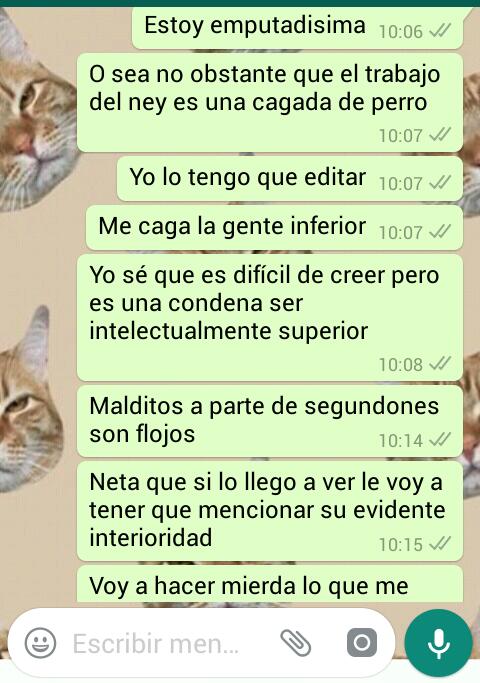 Estoy emputadisima 10:06
O sea no obstante que el trabajo
del ney es una cagada de perro
10:07
Yo lo tengo que editar 10:07
Me caga la gente inferior 10:07
Yo sé que es difícil de creer pero
es una condena ser
intelectualmente superior
10:08
Malditos a parte de segundones
son flojos 10:14
Neta que si lo llego a ver le voy a
tener que mencionar su evidente
interioridad 10:15
Voy a hacer mierda lo que me
Escribir men...